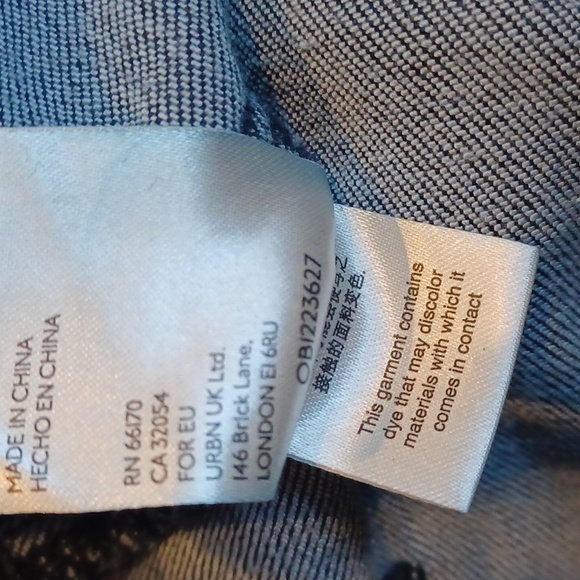 MADE IN CHINA
HECHO EN CHINA
RN 66170
CA 32054
FOR EU
URBN UK Ltd.
146 Brick Lane,
LONDON E1 6RU
OB1223627
接触的面料变色.
This garment contains
dye that may discolor
materials with which it
comes in contact